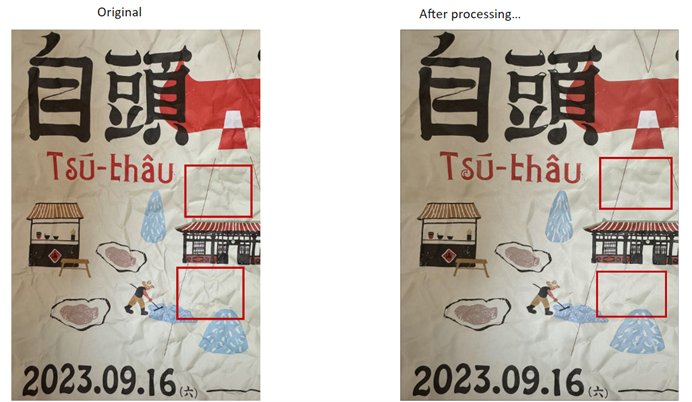 Original
After processing...
自頭
Tsū-thâu
2023.09.16(六)
自頭
Tsū-thâu
2023.09.16(六)